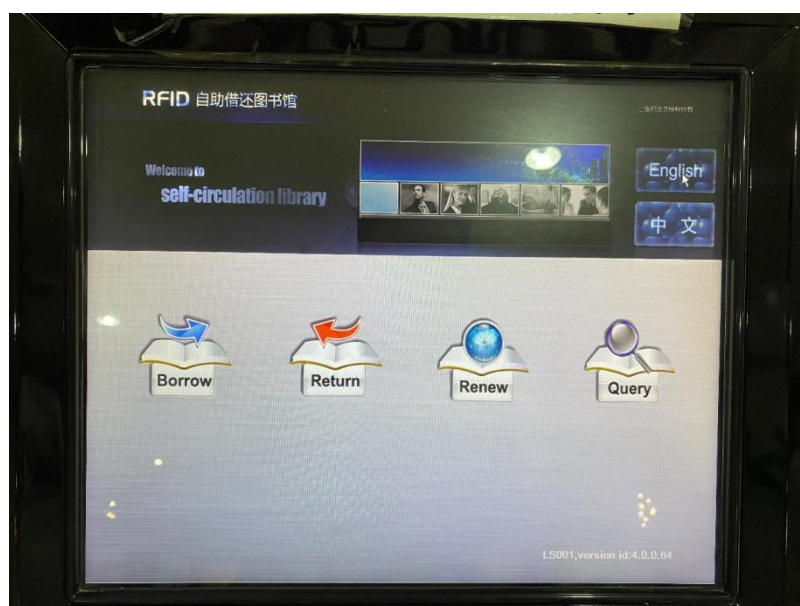 RFID 自助借还图书馆
Welcome to
self-circulation library
English
中 文
Borrow
Return
Renew
Query
LS001,version id:4.0.0.64